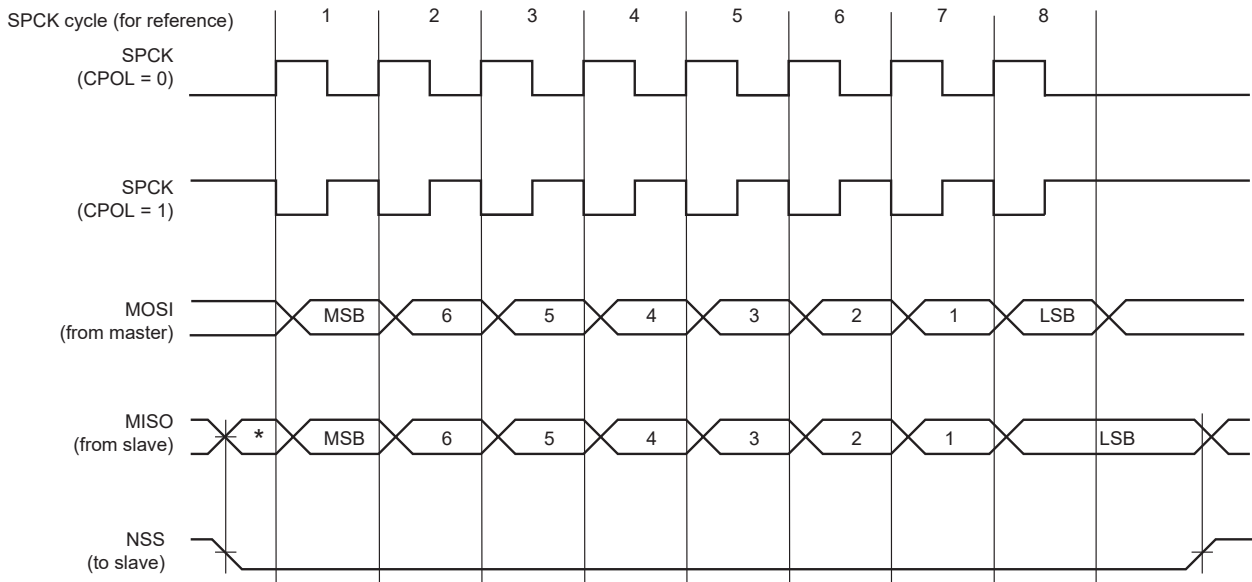 SPCK cycle (for reference) 1 2 3 4 5 6 7 8
SPCK
(CPOL = 0)
SPCK
(CPOL = 1)
MOSI
(from master)
MSB 6 5 4 3 2 1 LSB
MISO
(from slave)
* MSB 6 5 4 3 2 1 LSB
NSS
(to slave)